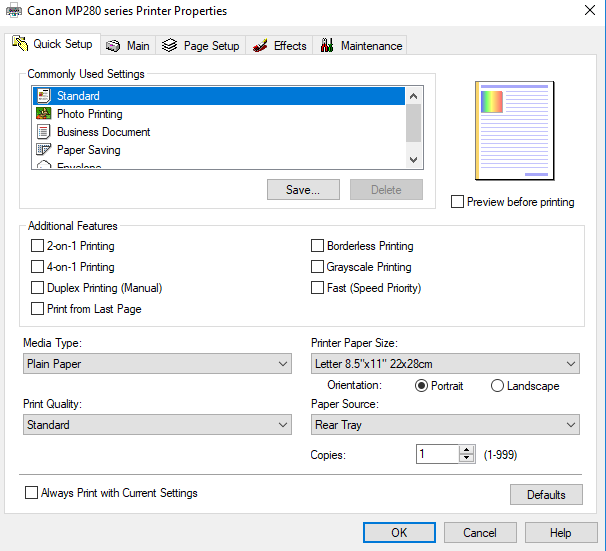 Canon MP280 series Printer Properties
Quick Setup Main Page Setup Effects Maintenance
Commonly Used Settings
Standard
Photo Printing
Business Document
Paper Saving
Envelope
Save... Delete
Preview before printing
Additional Features
2-on-1 Printing Borderless Printing
4-on-1 Printing Grayscale Printing
Duplex Printing (Manual) Fast (Speed Priority)
Print from Last Page
Media Type: Printer Paper Size:
Plain Paper Letter 8.5"x11" 22x28cm
Orientation: Portrait Landscape
Print Quality: Paper Source:
Standard Rear Tray
Copies: 1 (1-999)
Always Print with Current Settings Defaults
OK Cancel Help